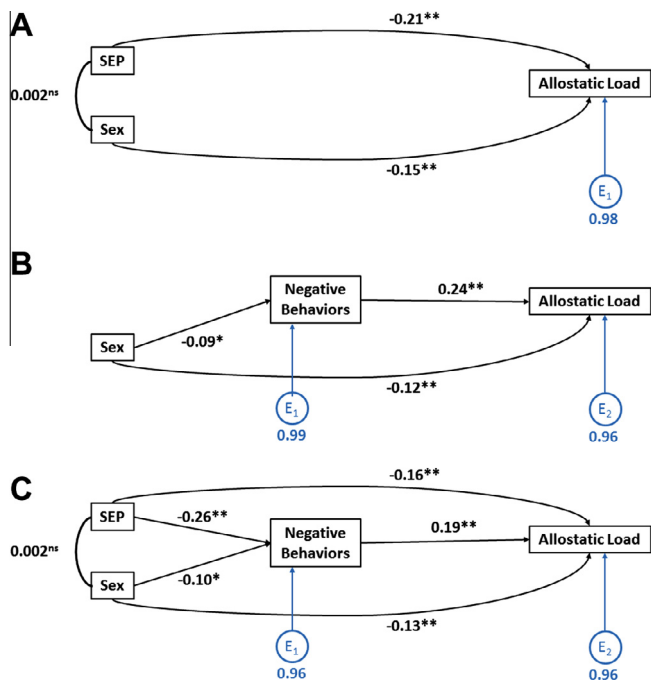 A
-0.21**
SEP
Allostatic Load
0.002ns
Sex
-0.15**
E1
0.98
B
Negative
Behaviors
0.24**
Allostatic Load
Sex
-0.09*
-0.12**
E1
0.99
E2
0.96
C
-0.16**
SEP
-0.26**
Negative
Behaviors
0.19**
Allostatic Load
0.002ns
Sex
-0.10*
-0.13**
E1
0.96
E2
0.96